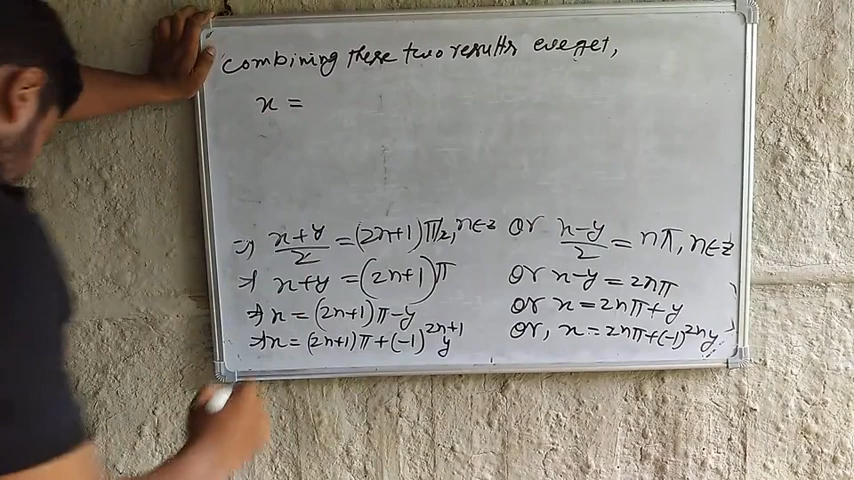 combining these two results we get,
x =
⇒ x+y/2 = (2n+1)π/2, n∈z or x-y/2 = nπ, n∈z
⇒ x+y = (2n+1)π or x-y = 2nπ
⇒ x = (2n+1)π-y or x = 2nπ+y
⇒ x = (2n+1)π+(-1)^2n+1 y or, x = 2nπ+(-1)^2n y